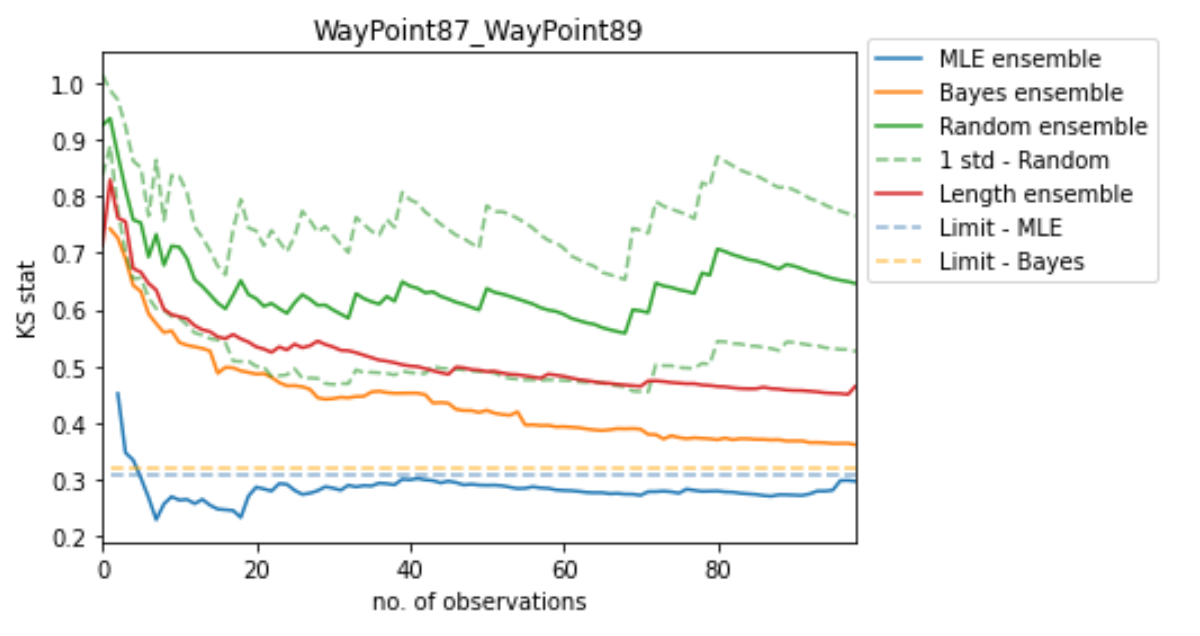 WayPoint87_WayPoint89
KS stat
1.0
0.9
0.8
0.7
0.6
0.5
0.4
0.3
0.2
0
20
40
60
80
no. of observations
MLE ensemble
Bayes ensemble
Random ensemble
1 std - Random
Length ensemble
Limit - MLE
Limit - Bayes